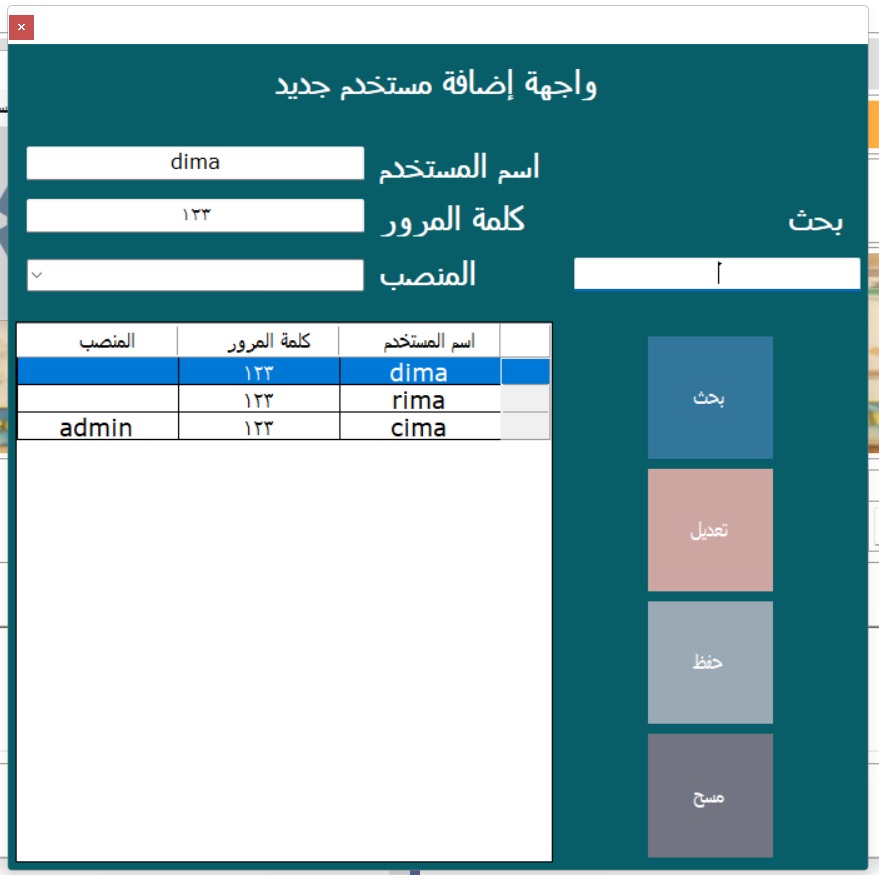 واجهة إضافة مستخدم جديد
اسم المستخدم dima
كلمة المرور ١٢٣
بحث
المنصب
اسم المستخدم كلمة المرور المنصب
dima ١٢٣
rima ١٢٣
cima ١٢٣ admin
بحث
تعديل
حفظ
مسح